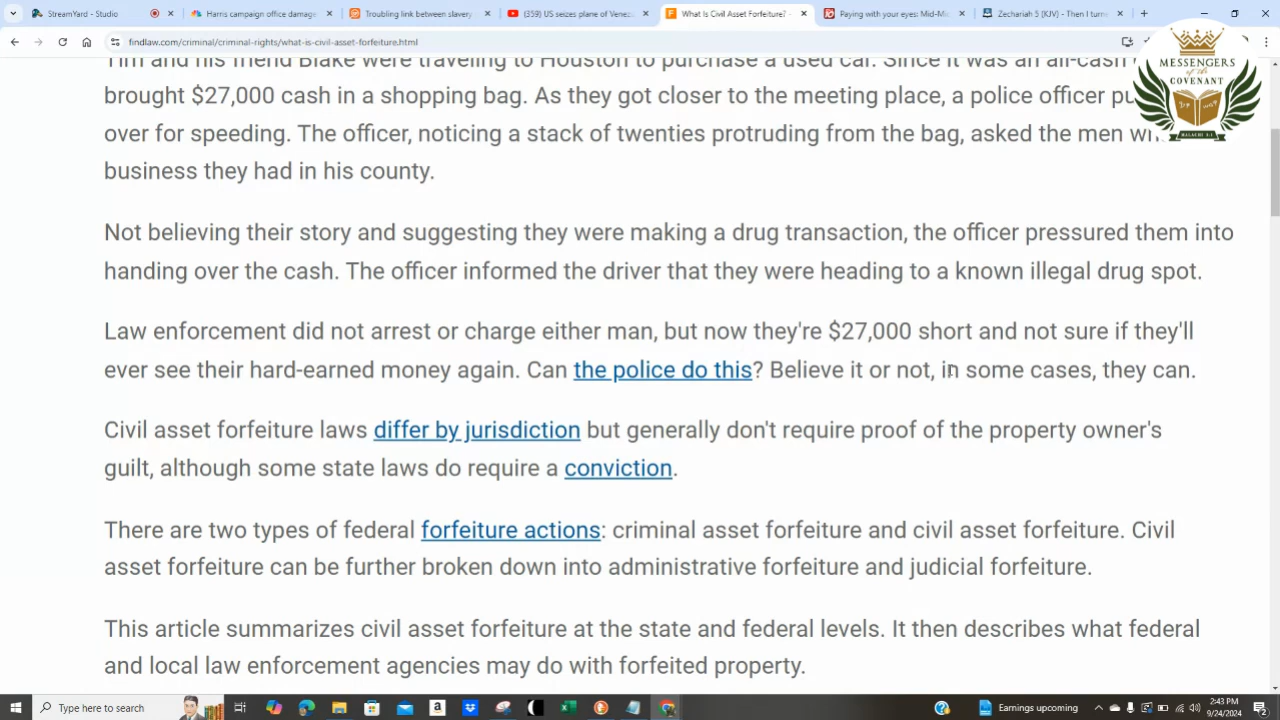 StreamYard - Studio
Harris campaign office damage
Troubling link between slavery
(359) US seizes plane of Venez
What Is Civil Asset Forfeiture? -
Paying with your eyes: Mid-Mic
Zechariah 5 (KJV) - Then I turne
findlaw.com/criminal/criminal-rights/what-is-civil-asset-forfeiture.html
MESSENGERS
of the
COVENANT
MALACHI 3.1
Tim and his friend Blake were traveling to Houston to purchase a used car. Since it was an all-cash
brought $27,000 cash in a shopping bag. As they got closer to the meeting place, a police officer pu
over for speeding. The officer, noticing a stack of twenties protruding from the bag, asked the men wh
business they had in his county.
Not believing their story and suggesting they were making a drug transaction, the officer pressured them into
handing over the cash. The officer informed the driver that they were heading to a known illegal drug spot.
Law enforcement did not arrest or charge either man, but now they're $27,000 short and not sure if they'll
ever see their hard-earned money again. Can the police do this? Believe it or not, in some cases, they can.
Civil asset forfeiture laws differ by jurisdiction but generally don't require proof of the property owner's
guilt, although some state laws do require a conviction.
There are two types of federal forfeiture actions: criminal asset forfeiture and civil asset forfeiture. Civil
asset forfeiture can be further broken down into administrative forfeiture and judicial forfeiture.
This article summarizes civil asset forfeiture at the state and federal levels. It then describes what federal
and local law enforcement agencies may do with forfeited property.
Type here to search
Earnings upcoming
2:43 PM
9/24/2024